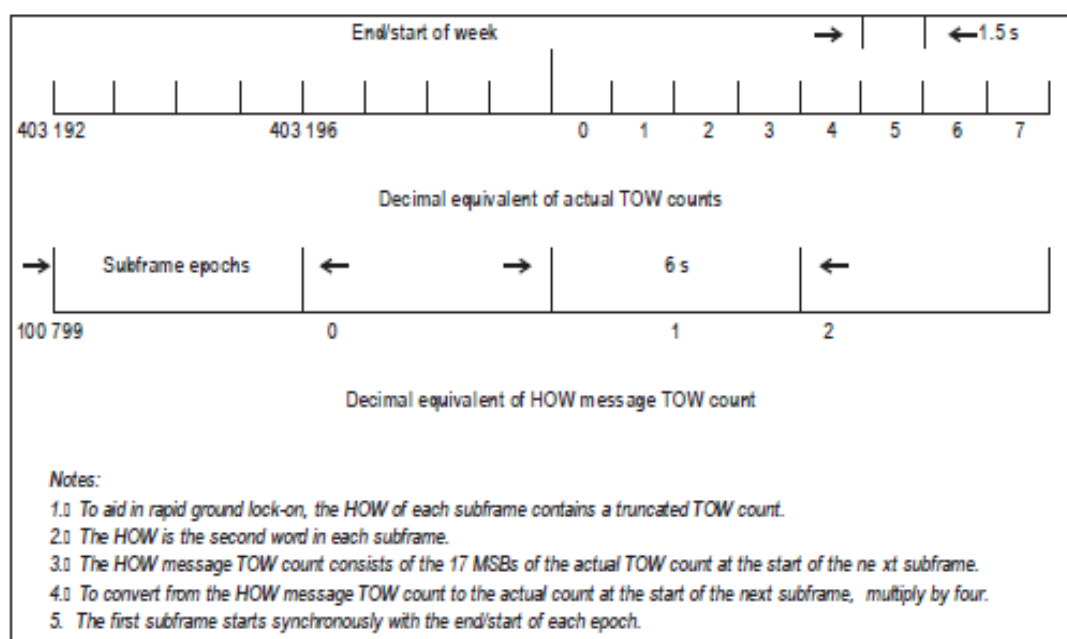 End/start of week 1.5 s
403 192 403 196 0 1 2 3 4 5 6 7
Decimal equivalent of actual TOW counts
Subframe epochs 6 s
100 799 0 1 2
Decimal equivalent of HOW message TOW count
Notes:
1.▯ To aid in rapid ground lock-on, the HOW of each subframe contains a truncated TOW count.
2.▯ The HOW is the second word in each subframe.
3.▯ The HOW message TOW count consists of the 17 MSBs of the actual TOW count at the start of the ne xt subframe.
4.▯ To convert from the HOW message TOW count to the actual count at the start of the next subframe, multiply by four.
5. The first subframe starts synchronously with the end/start of each epoch.